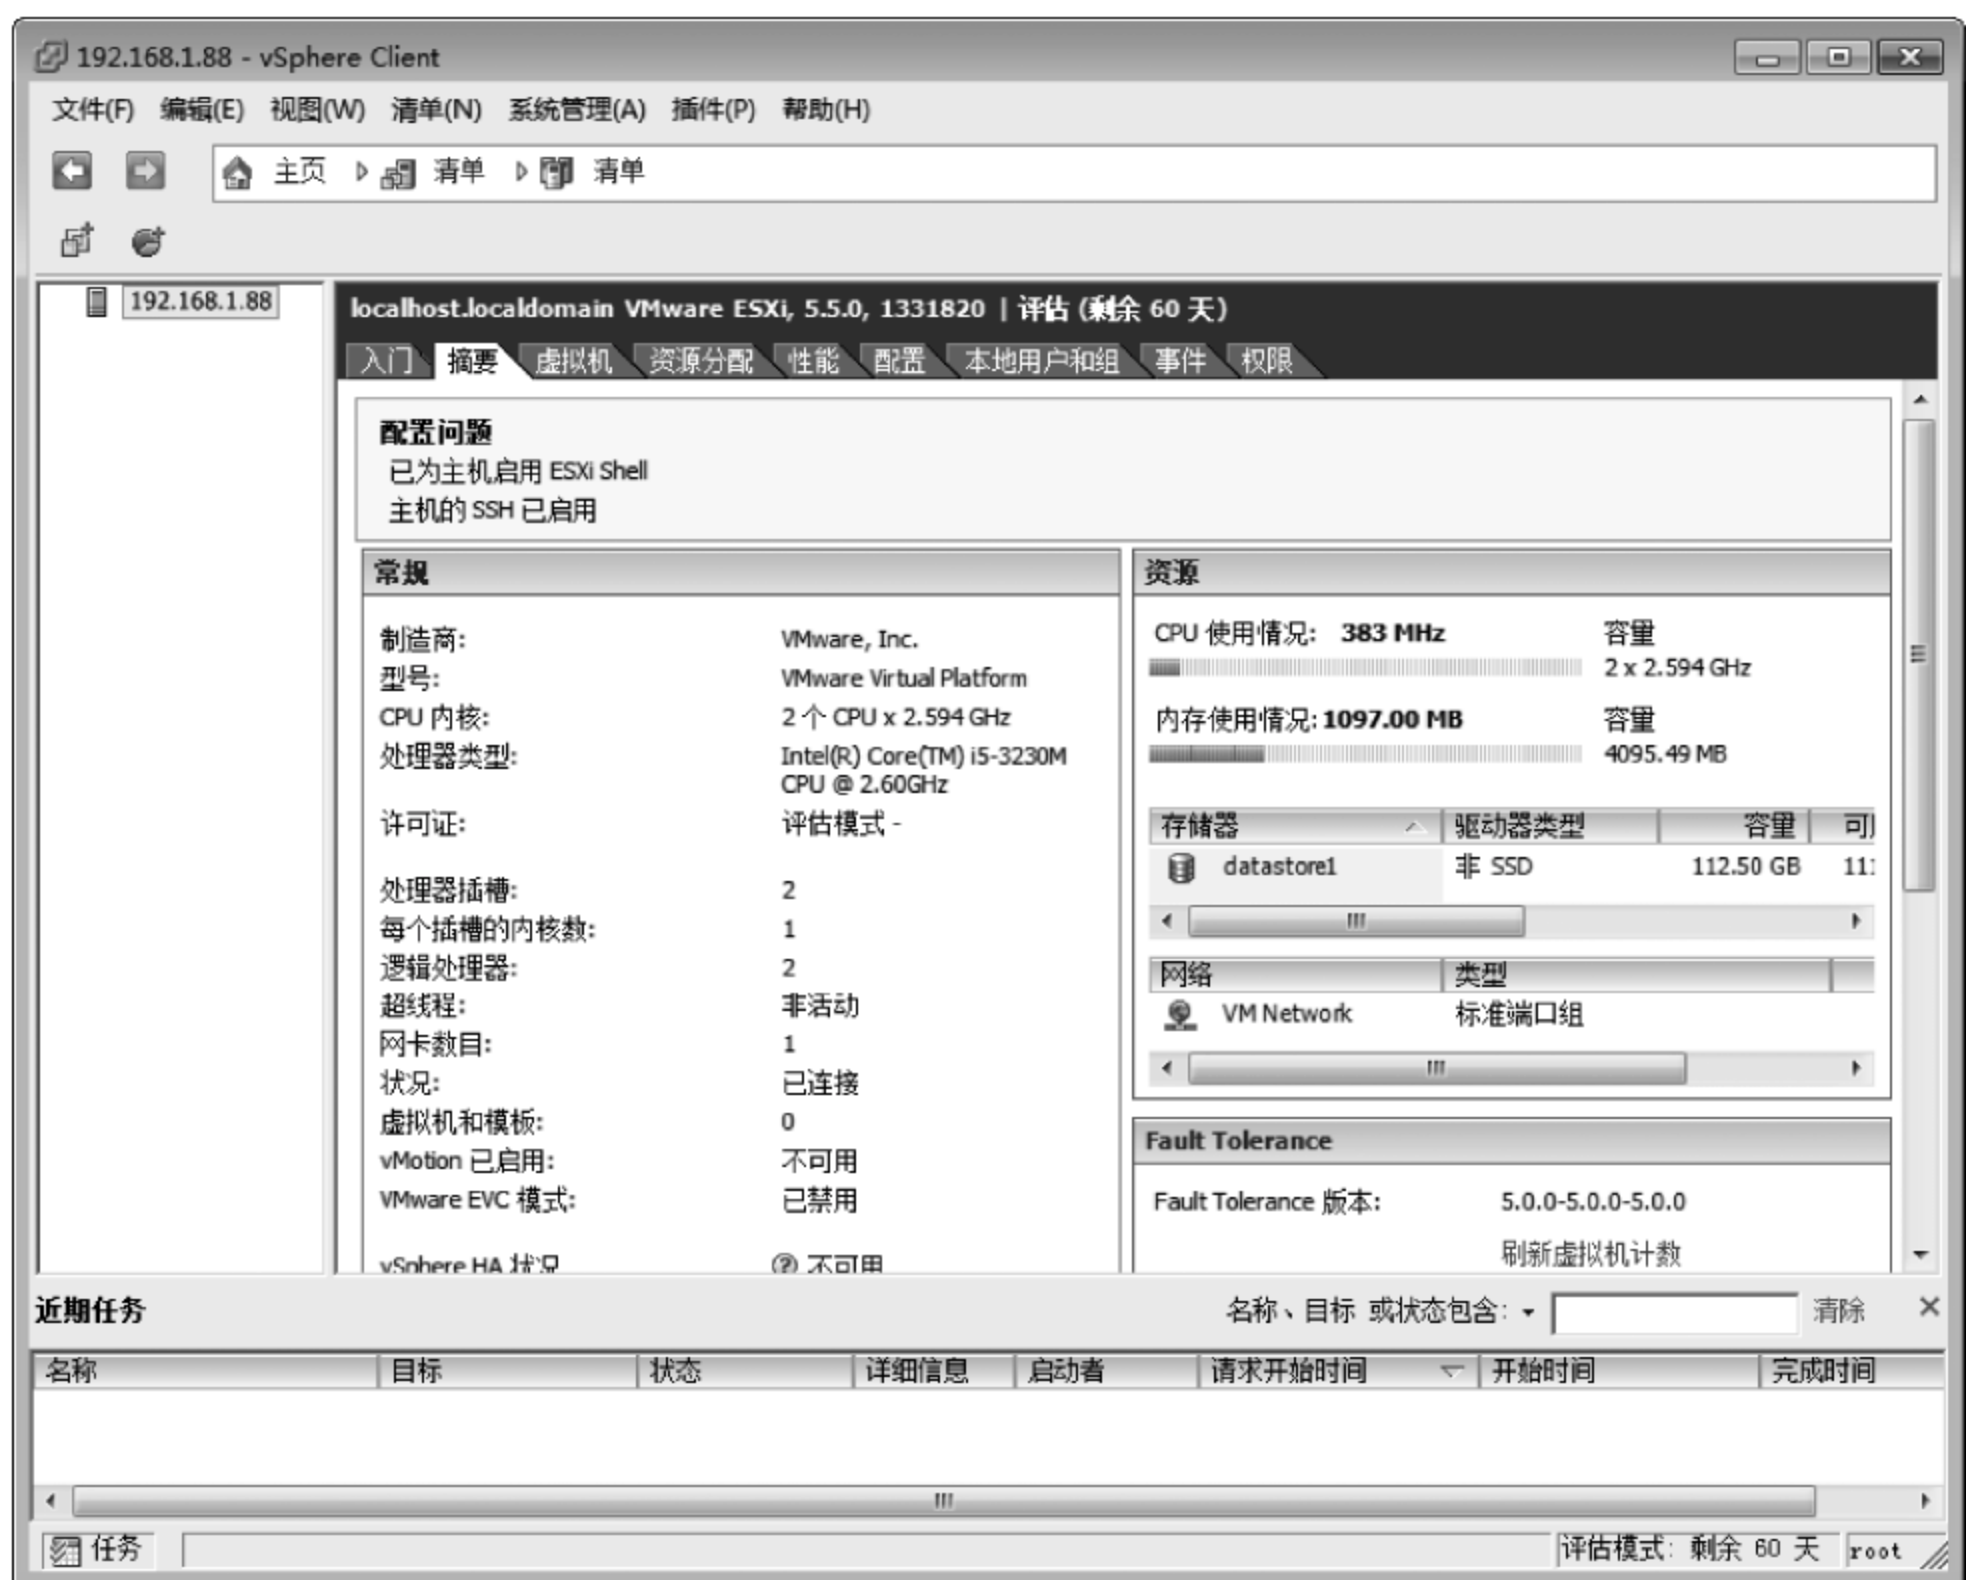 192.168.1.88 - vSphere Client
文件(F) 编辑(E) 视图(W) 清单(N) 系统管理(A) 插件(P) 帮助(H)
主页 清单 清单
192.168.1.88
localhost.localdomain VMware ESXi, 5.5.0, 1331820 | 评估 (剩余 60 天)
入门 摘要 虚拟机 资源分配 性能 配置 本地用户和组 事件 权限
配置问题
已为主机启用 ESXi Shell
主机的 SSH 已启用
常规
制造商: VMware, Inc.
型号: VMware Virtual Platform
CPU 内核: 2 个 CPU x 2.594 GHz
处理器类型: Intel(R) Core(TM) i5-3230M
CPU @ 2.60GHz
许可证: 评估模式 -
处理器插槽: 2
每个插槽的内核数: 1
逻辑处理器: 2
超线程: 非活动
网卡数目: 1
状况: 已连接
虚拟机和模板: 0
vMotion 已启用: 不可用
VMware EVC 模式: 已禁用
vSphere HA 状况 不可用
资源
CPU 使用情况: 383 MHz 容量
2 x 2.594 GHz
内存使用情况: 1097.00 MB 容量
4095.49 MB
存储器 驱动器类型 容量 可
datastore1 非 SSD 112.50 GB 111
网络 类型
VM Network 标准端口组
Fault Tolerance
Fault Tolerance 版本: 5.0.0-5.0.0-5.0.0
刷新虚拟机计数
近期任务 名称、目标 或状态包含: 清除
名称 目标 状态 详细信息 启动者 请求开始时间 开始时间 完成时间
任务 评估模式: 剩余 60 天 root